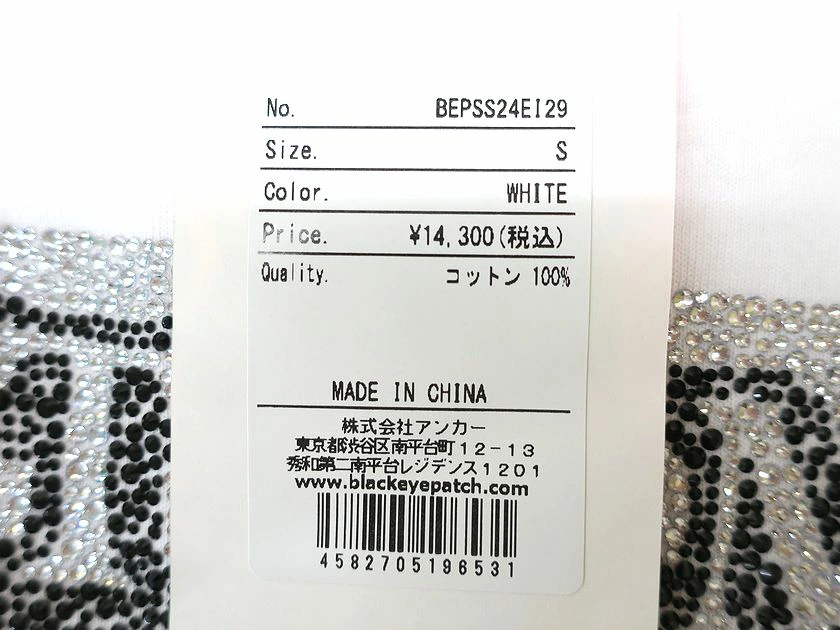 No. BEPSS24EI29
Size. S
Color. WHITE
Price. ¥14,300(税込)
Quality. コットン 100%
MADE IN CHINA
株式会社アンカー
東京都渋谷区南平台町12-13
秀和第二南平台レジデンス1201
www.blackeyepatch.com
4582705196531